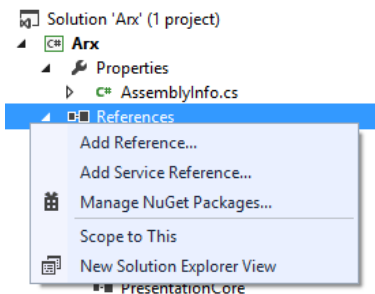 Solution 'Arx' (1 project)
C# Arx
Properties
C# AssemblyInfo.cs
References
Add Reference...
Add Service Reference...
Manage NuGet Packages...
Scope to This
New Solution Explorer View
PresentationCore